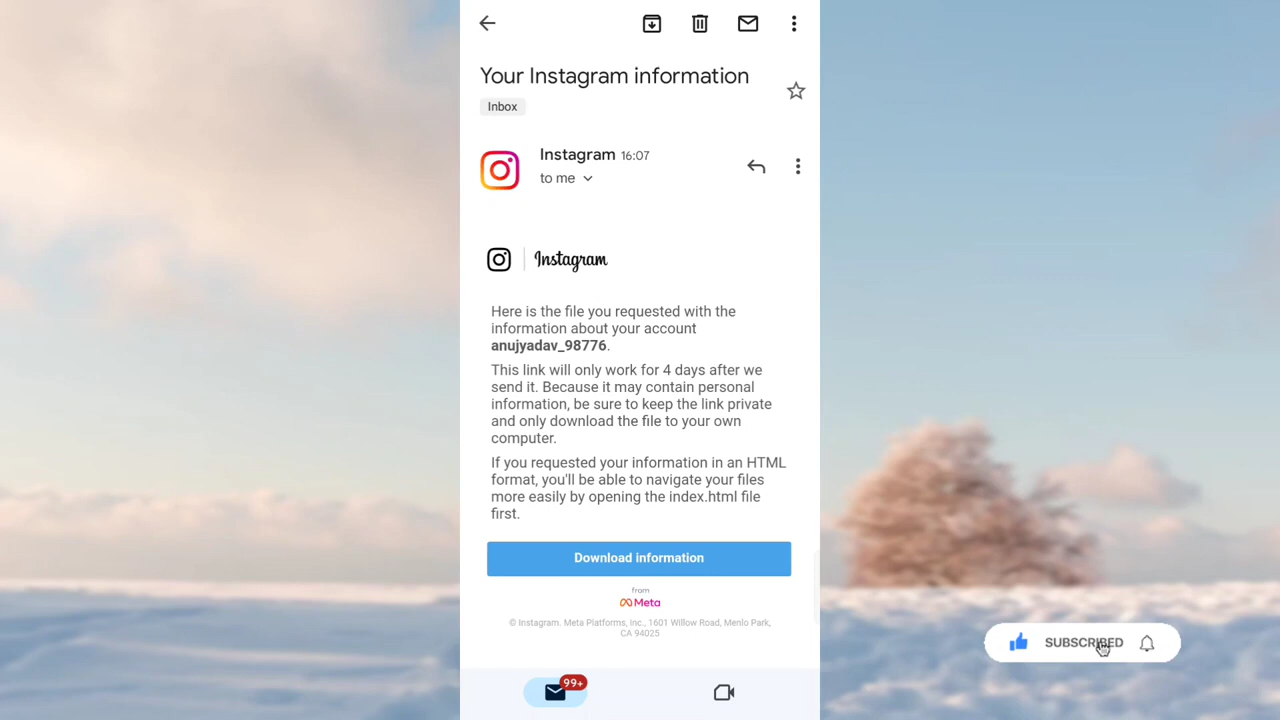 Your Instagram information
Inbox
Instagram 16:07
to me
Instagram
Here is the file you requested with the
information about your account
anujyadav_98776.
This link will only work for 4 days after we
send it. Because it may contain personal
information, be sure to keep the link private
and only download the file to your own
computer.
If you requested your information in an HTML
format, you'll be able to navigate your files
more easily by opening the index.html file
first.
Download information
from
Meta
© Instagram. Meta Platforms, Inc., 1601 Willow Road, Menlo Park,
CA 94025
SUBSCRIBED
99+